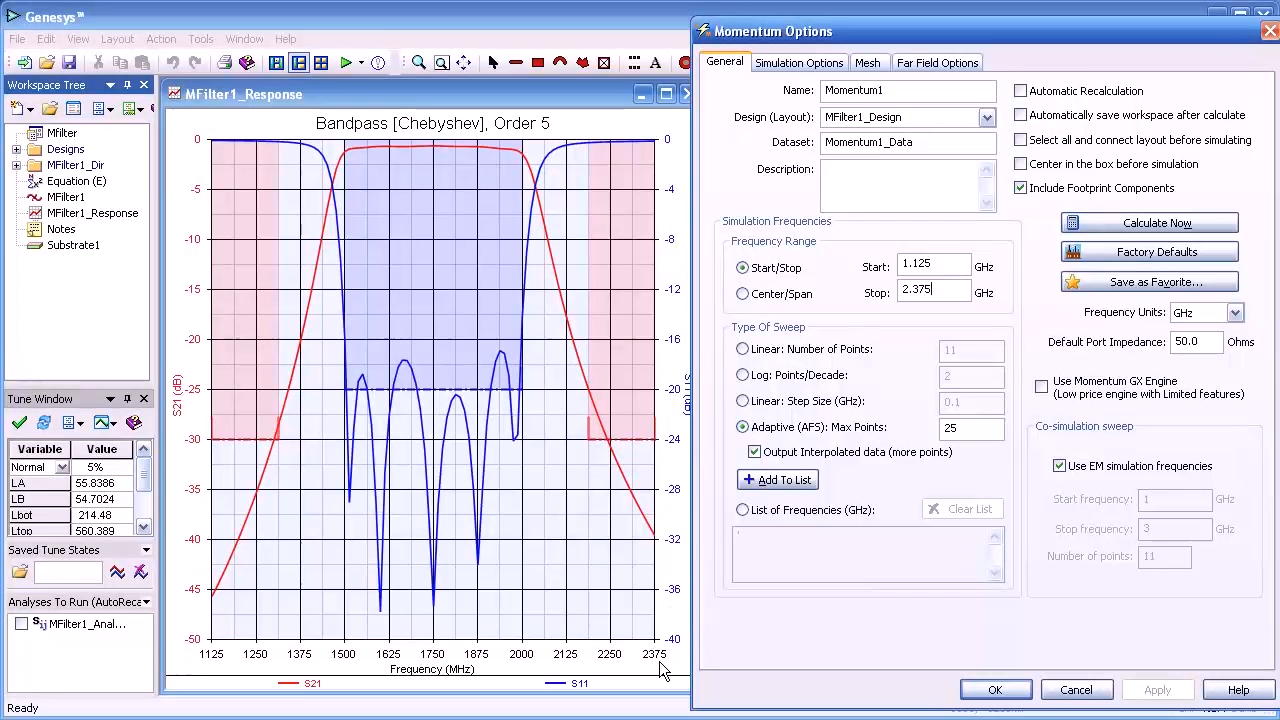 Genesys™
File Edit View Layout Action Tools Window Help
Workspace Tree
Mfilter
Designs
MFilter1_Dir
Equation (E)
MFilter1
MFilter1_Response
Notes
Substrate1
Tune Window
Variable Value
Normal 5%
LA 55.8386
LB 54.7024
Lbot 214.48
Ltop 560.389
Saved Tune States
Analyses To Run (AutoRecc
MFilter1_Anal...
Ready
MFilter1_Response
Bandpass [Chebyshev], Order 5
0 0
-5 -4
-10 -8
-15 -12
-20 -16
-25 -20
-30 -24
-35 -28
-40 -32
-45 -36
-50 -40
S21 (dB)
1125 1250 1375 1500 1625 1750 1875 2000 2125 2250 2375
Frequency (MHz)
S21 S11
Momentum Options
General Simulation Options Mesh Far Field Options
Name: Momentum1
Design (Layout): MFilter1_Design
Dataset: Momentum1_Data
Description:
Automatic Recalculation
Automatically save workspace after calculate
Select all and connect layout before simulating
Center in the box before simulation
Include Footprint Components
Simulation Frequencies
Frequency Range
Start/Stop Start: 1.125 GHz
Center/Span Stop: 2.375 GHz
Type Of Sweep
Linear: Number of Points: 11
Log: Points/Decade: 2
Linear: Step Size (GHz): 0.1
Adaptive (AFS): Max Points: 25
Output Interpolated data (more points)
Add To List
List of Frequencies (GHz): Clear List
Calculate Now
Factory Defaults
Save as Favorite...
Frequency Units: GHz
Default Port Impedance: 50.0 Ohms
Use Momentum GX Engine
(Low price engine with Limited features)
Co-simulation sweep
Use EM simulation frequencies
Start frequency: 1 GHz
Stop frequency: 3 GHz
Number of points: 11
OK Cancel Apply Help